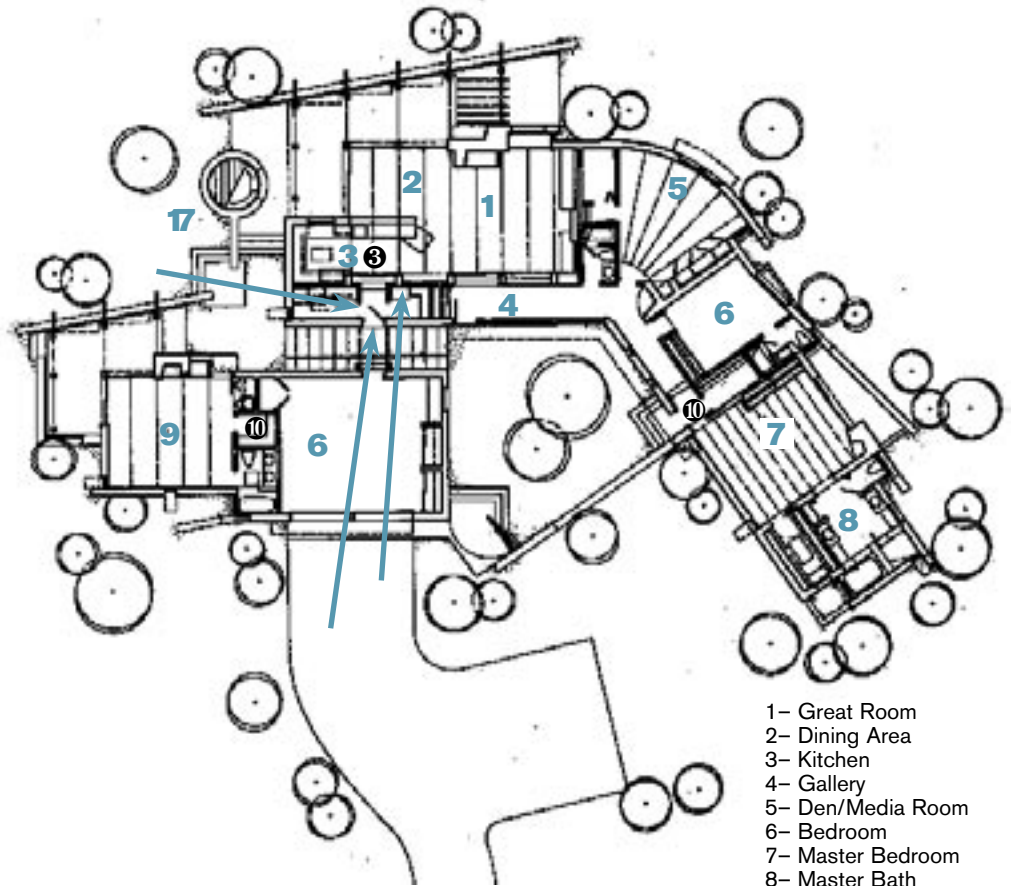 2
5
1
17
3 ❸
4
6
❿
9
❿
6
7
8
1– Great Room
2– Dining Area
3– Kitchen
4– Gallery
5– Den/Media Room
6– Bedroom
7– Master Bedroom
8– Master Bath